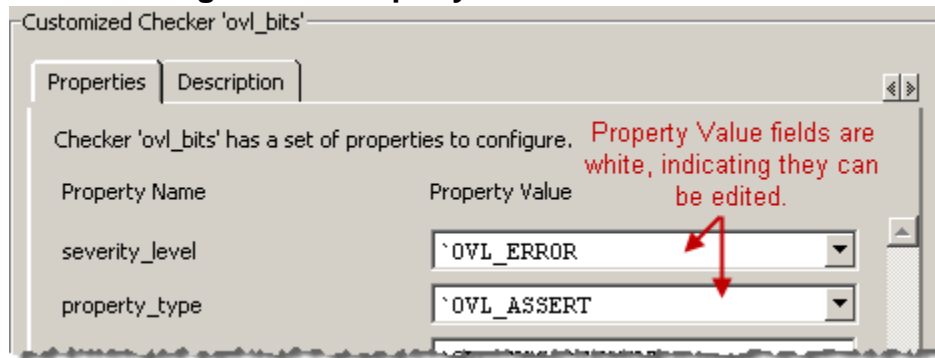 Customized Checker 'ovl_bits'
Properties Description
Checker 'ovl_bits' has a set of properties to configure.
Property Value fields are
white, indicating they can
be edited.
Property Name Property Value
severity_level `OVL_ERROR
property_type `OVL_ASSERT